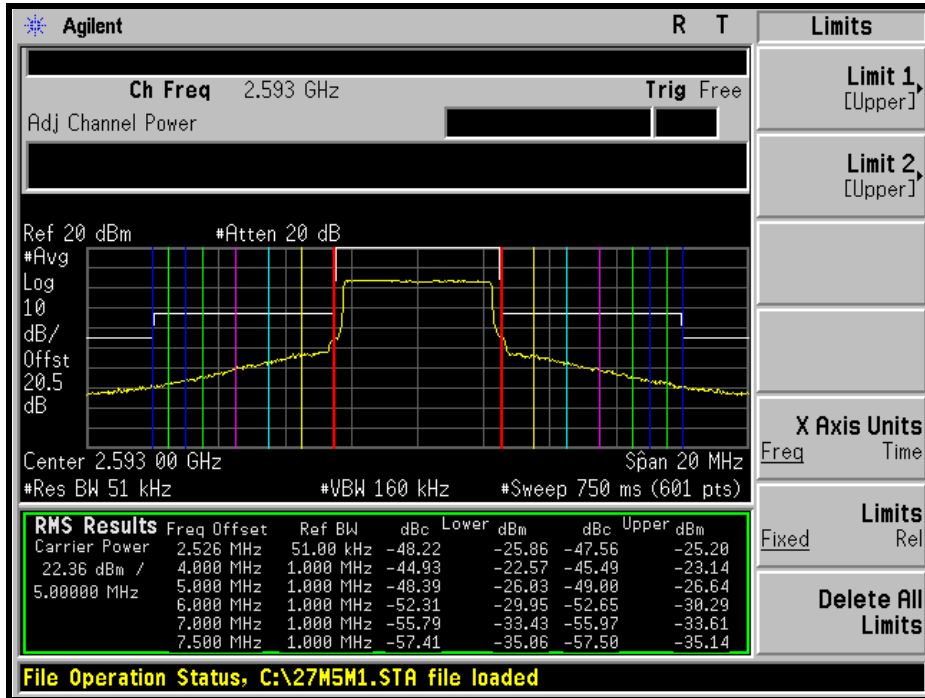 Agilent R T
Ch Freq 2.593 GHz Trig Free
Adj Channel Power
Ref 20 dBm #Atten 20 dB
#Avg
Log
10
dB/
Offst
20.5
dB
Center 2.593 00 GHz Span 20 MHz
#Res BW 51 kHz #VBW 160 kHz #Sweep 750 ms (601 pts)
RMS Results Freq Offset Ref BW dBc Lower dBm dBc Upper dBm
Carrier Power 2.526 MHz 51.00 kHz -48.22 -25.86 -47.56 -25.20
22.36 dBm / 4.000 MHz 1.000 MHz -44.93 -22.57 -45.49 -23.14
5.00000 MHz 5.000 MHz 1.000 MHz -48.39 -26.03 -49.00 -26.64
6.000 MHz 1.000 MHz -52.31 -29.95 -52.65 -30.29
7.000 MHz 1.000 MHz -55.79 -33.43 -55.97 -33.61
7.500 MHz 1.000 MHz -57.41 -35.06 -57.50 -35.14
File Operation Status, C:\27M5M1.STA file loaded
Limits
Limit 1
[Upper]
Limit 2
[Upper]
X Axis Units
Freq Time
Limits
Fixed Rel
Delete All
Limits